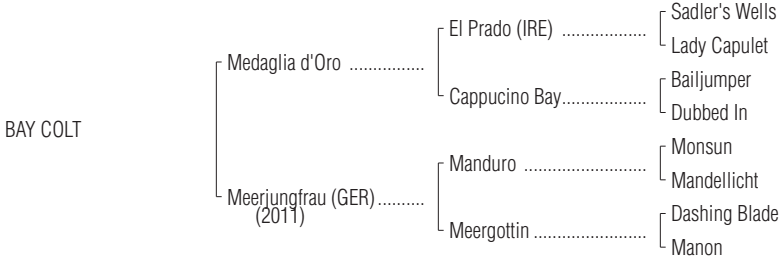 Sadler's Wells
El Prado (IRE) ..................
Lady Capulet
Medaglia d'Oro ................
Bailjumper
Cappucino Bay..................
Dubbed In
BAY COLT
Monsun
Manduro ..........................
Mandellicht
Meerjungfrau (GER)..........
(2011)
Dashing Blade
Meergottin ........................
Manon